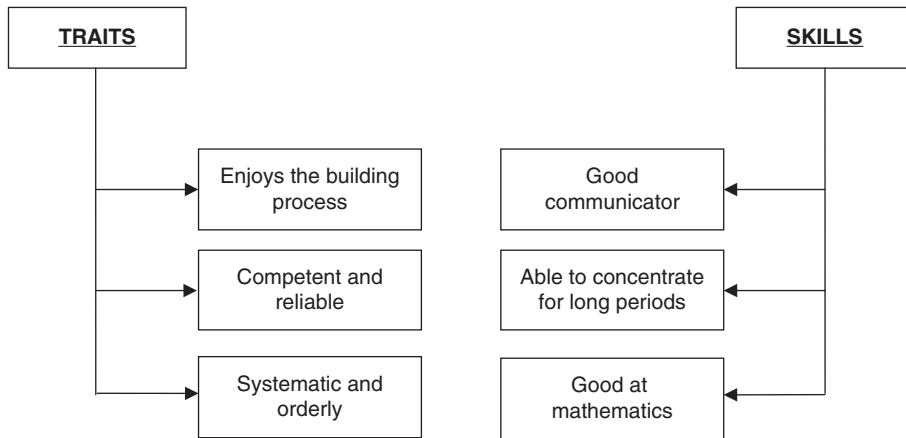 TRAITS
SKILLS
Enjoys the building
process
Good
communicator
Competent and
reliable
Able to concentrate
for long periods
Systematic and
orderly
Good at
mathematics